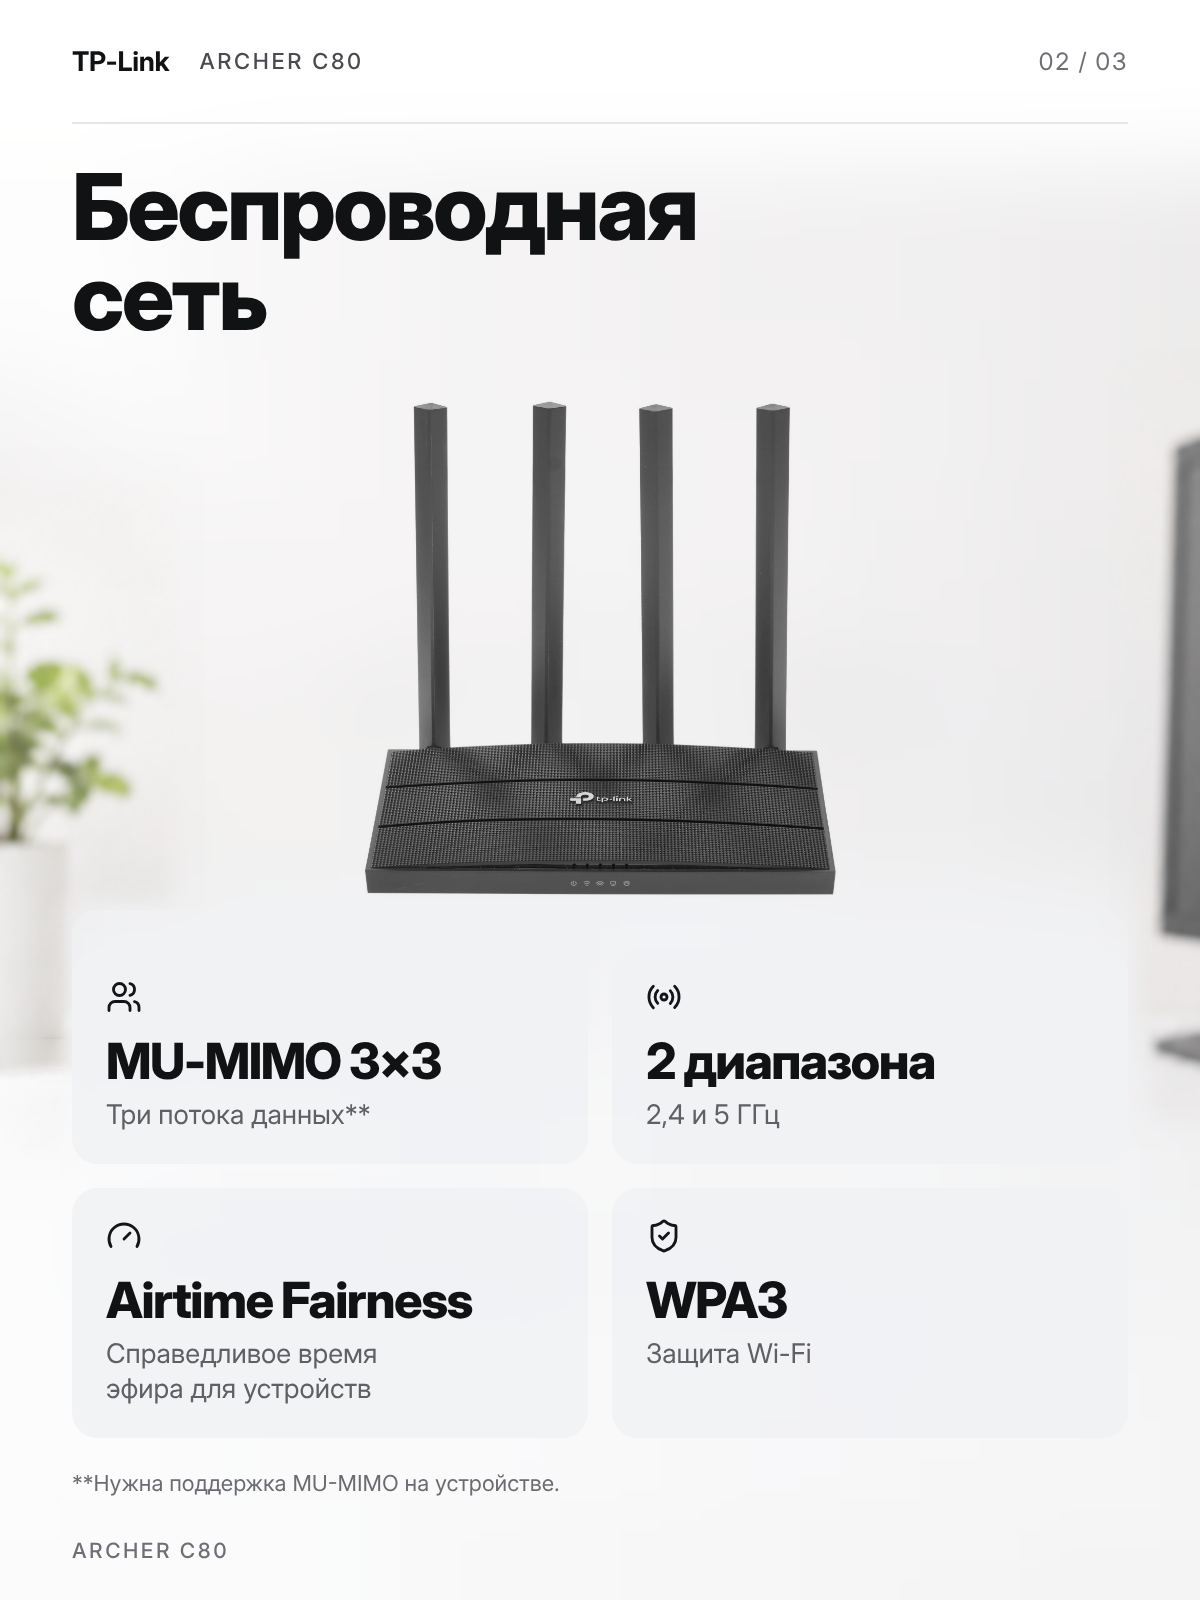 TP-Link ARCHER C80 02 / 03
Беспроводная
сеть
tp-link
MU-MIMO 3×3
Три потока данных**
2 диапазона
2,4 и 5 ГГц
Airtime Fairness
Справедливое время
эфира для устройств
WPA3
Защита Wi-Fi
**Нужна поддержка MU-MIMO на устройстве.
ARCHER C80